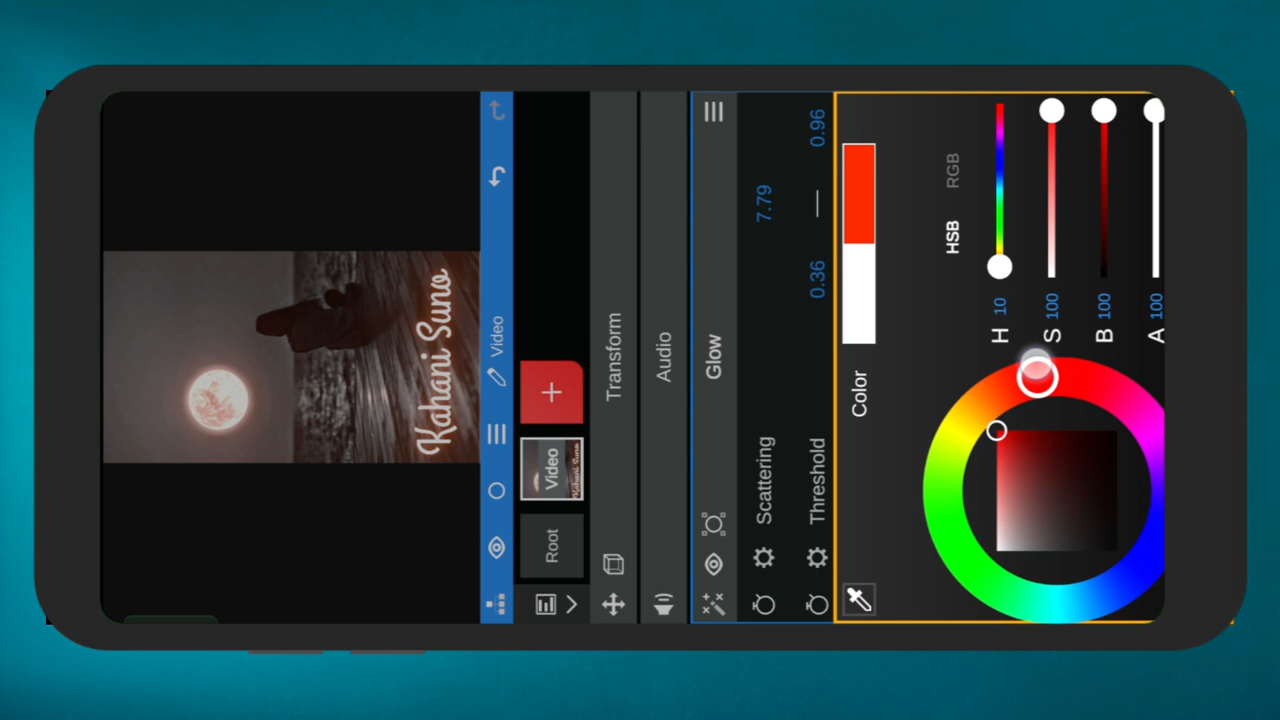 Kahani Suno
Video
Root
Video
+
Transform
Audio
Glow
Scattering 7.79
Threshold 0.36 — 0.96
Color
HSB RGB
H 10
S 100
B 100
A 100